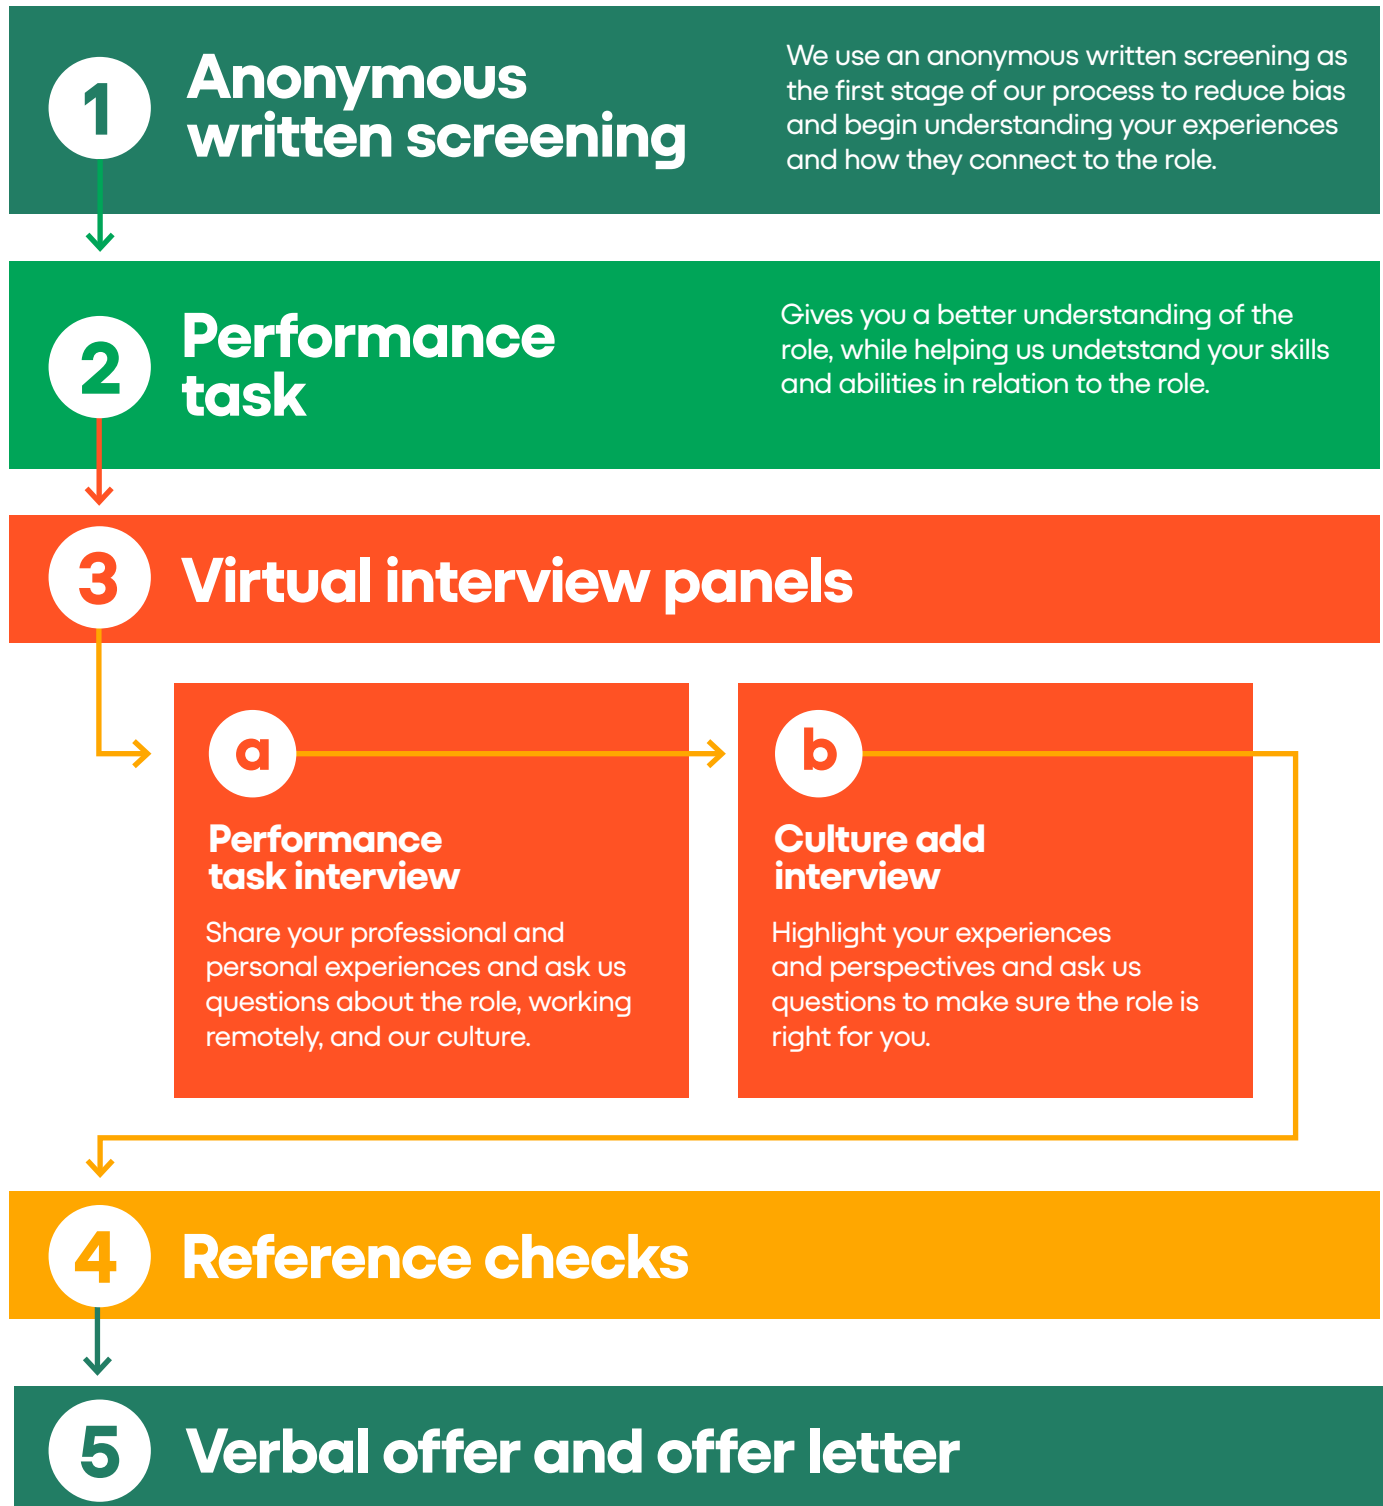 1
Anonymous
written screening
We use an anonymous written screening as
the first stage of our process to reduce bias
and begin understanding your experiences
and how they connect to the role.
2
Performance
task
Gives you a better understanding of the
role, while helping us undetstand your skills
and abilities in relation to the role.
3
Virtual interview panels
a
Performance
task interview
Share your professional and
personal experiences and ask us
questions about the role, working
remotely, and our culture.
b
Culture add
interview
Highlight your experiences
and perspectives and ask us
questions to make sure the role is
right for you.
4
Reference checks
5
Verbal offer and offer letter